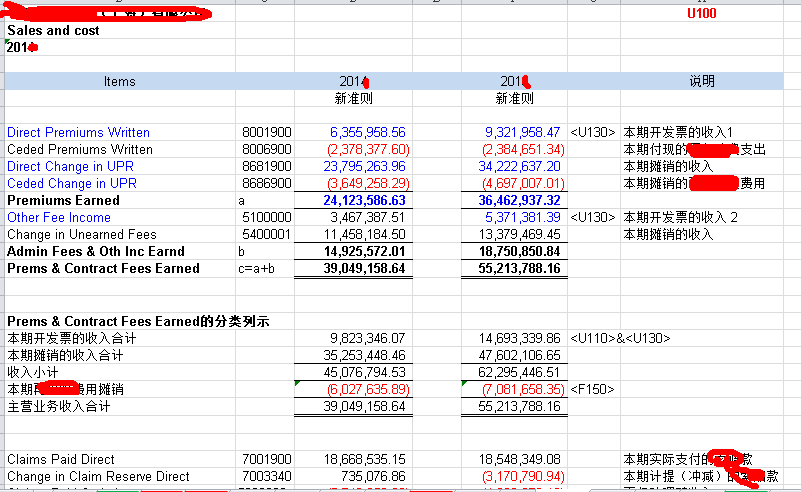 U100
Sales and cost
201
Items 201 201 说明
新准则 新准则
Direct Premiums Written 8001900 6,355,958.56 9,321,958.47 <U130> 本期开发票的收入1
Ceded Premiums Written 8006900 (2,378,377.60) (2,384,651.34) 本期付现的 支出
Direct Change in UPR 8681900 23,795,263.96 34,222,637.20 本期摊销的收入
Ceded Change in UPR 8686900 (3,649,258.29) (4,697,007.01) 本期摊销的 费用
Premiums Earned a 24,123,586.63 36,462,937.32
Other Fee Income 5100000 3,467,387.51 5,371,381.39 <U130> 本期开发票的收入 2
Change in Unearned Fees 5400001 11,458,184.50 13,379,469.45 本期摊销的收入
Admin Fees & Oth Inc Earnd b 14,925,572.01 18,750,850.84
Prems & Contract Fees Earned c=a+b 39,049,158.64 55,213,788.16
Prems & Contract Fees Earned的分类列示
本期开发票的收入合计 9,823,346.07 14,693,339.86 <U110>&<U130>
本期摊销的收入合计 35,253,448.46 47,602,106.65
收入小计 45,076,794.53 62,295,446.51
本期 费用摊销 (6,027,635.89) (7,081,658.35) <F150>
主营业务收入合计 39,049,158.64 55,213,788.16
Claims Paid Direct 7001900 18,668,535.15 18,548,349.08 本期实际支付的 款
Change in Claim Reserve Direct 7003340 735,076.86 (3,170,790.94) 本期计提（冲减）的 款